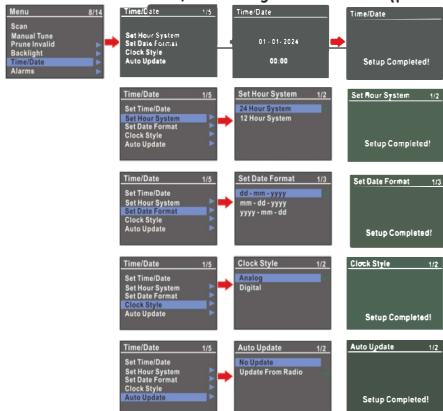 Menu 8/14
Scan
Manual Tune
Prune Invalid
Backlight
Time/Date
Alarms
Time/Date 1/5
Set Hour System
Set Date Format
Clock Style
Auto Update
Time/Date
01-01-2024
00:00
Time/Date
Setup Completed!
Time/Date 1/5
Set Time/Date
Set Hour System
Set Date Format
Clock Style
Auto Update
Set Hour System 1/2
24 Hour System
12 Hour System
Set Hour System 1/2
Setup Completed!
Time/Date 1/5
Set Time/Date
Set Hour System
Set Date Format
Clock Style
Auto Update
Set Date Format 1/3
dd - mm - yyyy
mm - dd - yyyy
yyyy - mm - dd
Set Date Format 1/3
Setup Completed!
Time/Date 1/5
Set Time/Date
Set Hour System
Set Date Format
Clock Style
Auto Update
Clock Style 1/2
Analog
Digital
Clock Style 1/2
Setup Completed!
Time/Date 1/5
Set Time/Date
Set Hour System
Set Date Format
Clock Style
Auto Update
Auto Update 1/2
No Update
Update From Radio
Auto Update 1/2
Setup Completed!